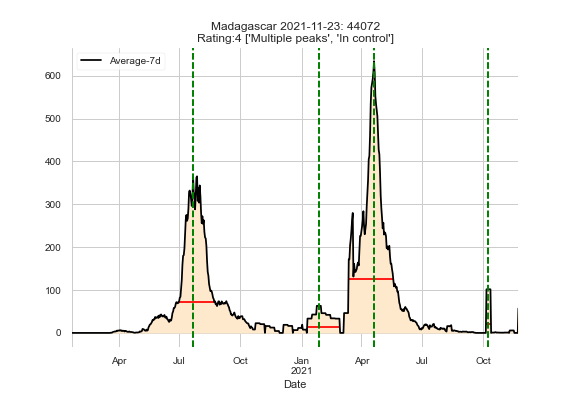 Madagascar 2021-11-23: 44072
Rating:4 ['Multiple peaks', 'In control']
Average-7d
600
500
400
300
200
100
0
Apr Jul Oct Jan Apr Jul Oct
2021
Date